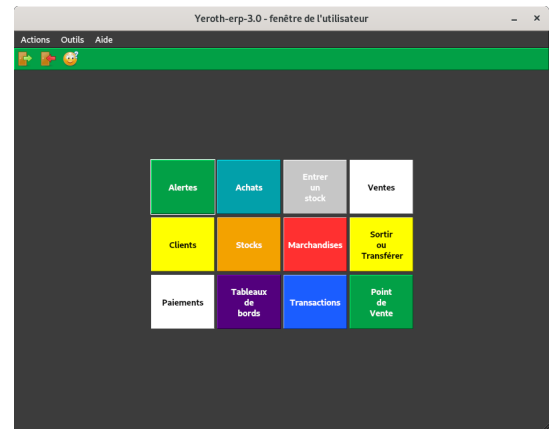 Yeroth-erp-3.0 - fenêtre de l'utilisateur
Actions Outils Aide
Alertes
Achats
Entrer
un
stock
Ventes
Clients
Stocks
Marchandises
Sortir
ou
Transférer
Paiements
Tableaux
de
bords
Transactions
Point
de
Vente